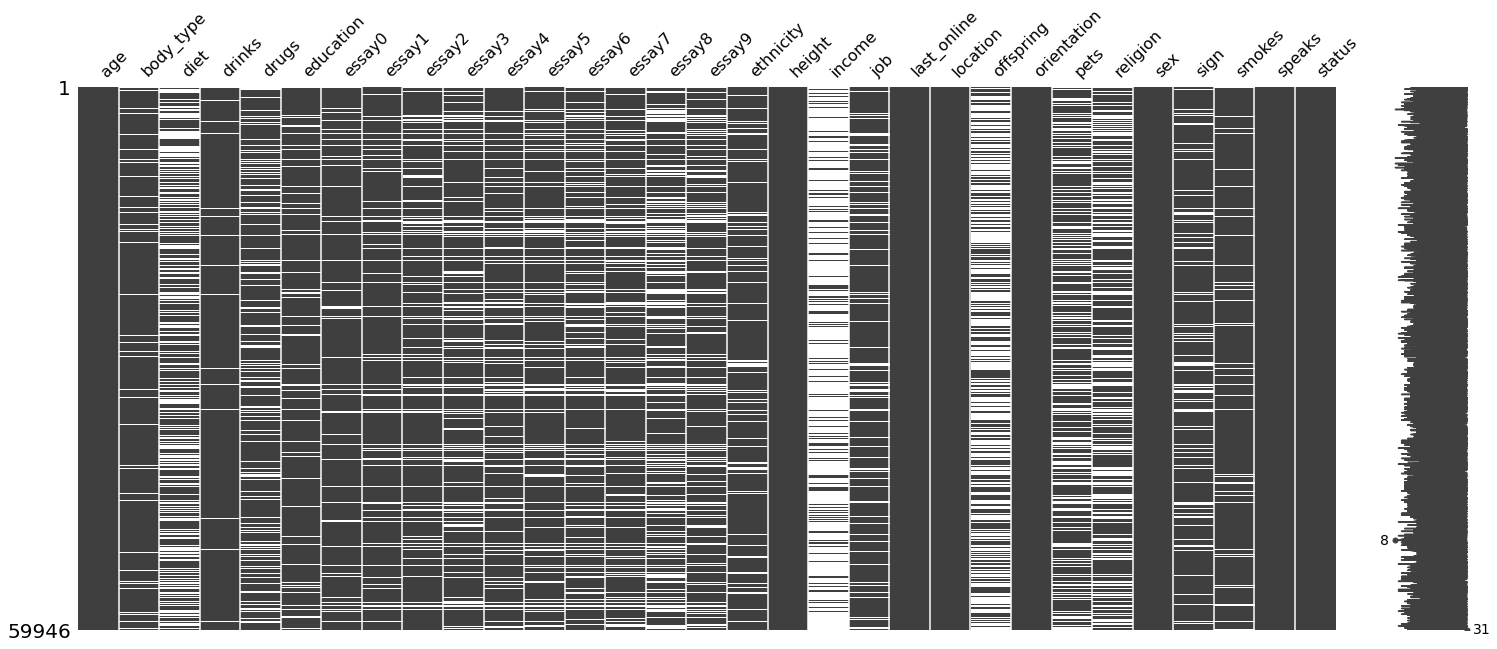 age body_type diet drinks drugs education essay0 essay1 essay2 essay3 essay4 essay5 essay6 essay7 essay8 essay9 ethnicity height income job last_online location offspring orientation pets religion sex sign smokes speaks status
1
8
59946
31